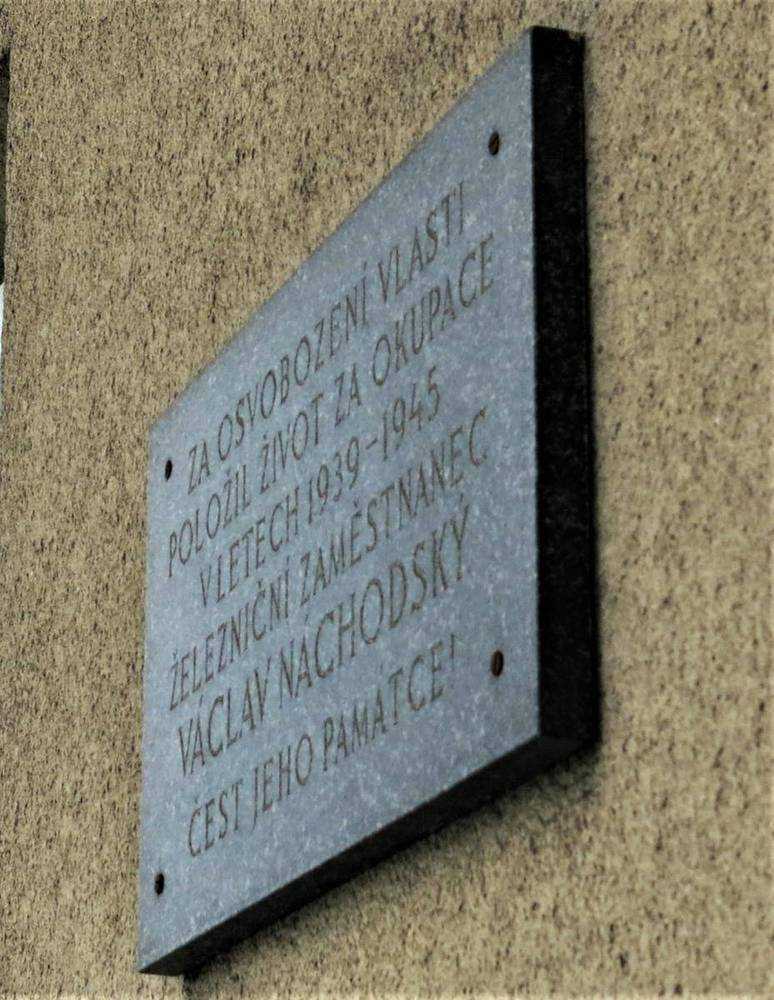 ZA OSVOBOZENÍ VLASTI
POLOŽIL ŽIVOT ZA OKUPACE
V LETECH 1939-1945
ŽELEZNIČNÍ ZAMĚSTNANEC
VÁCLAV NÁCHODSKÝ
ČEST JEHO PAMÁTCE!